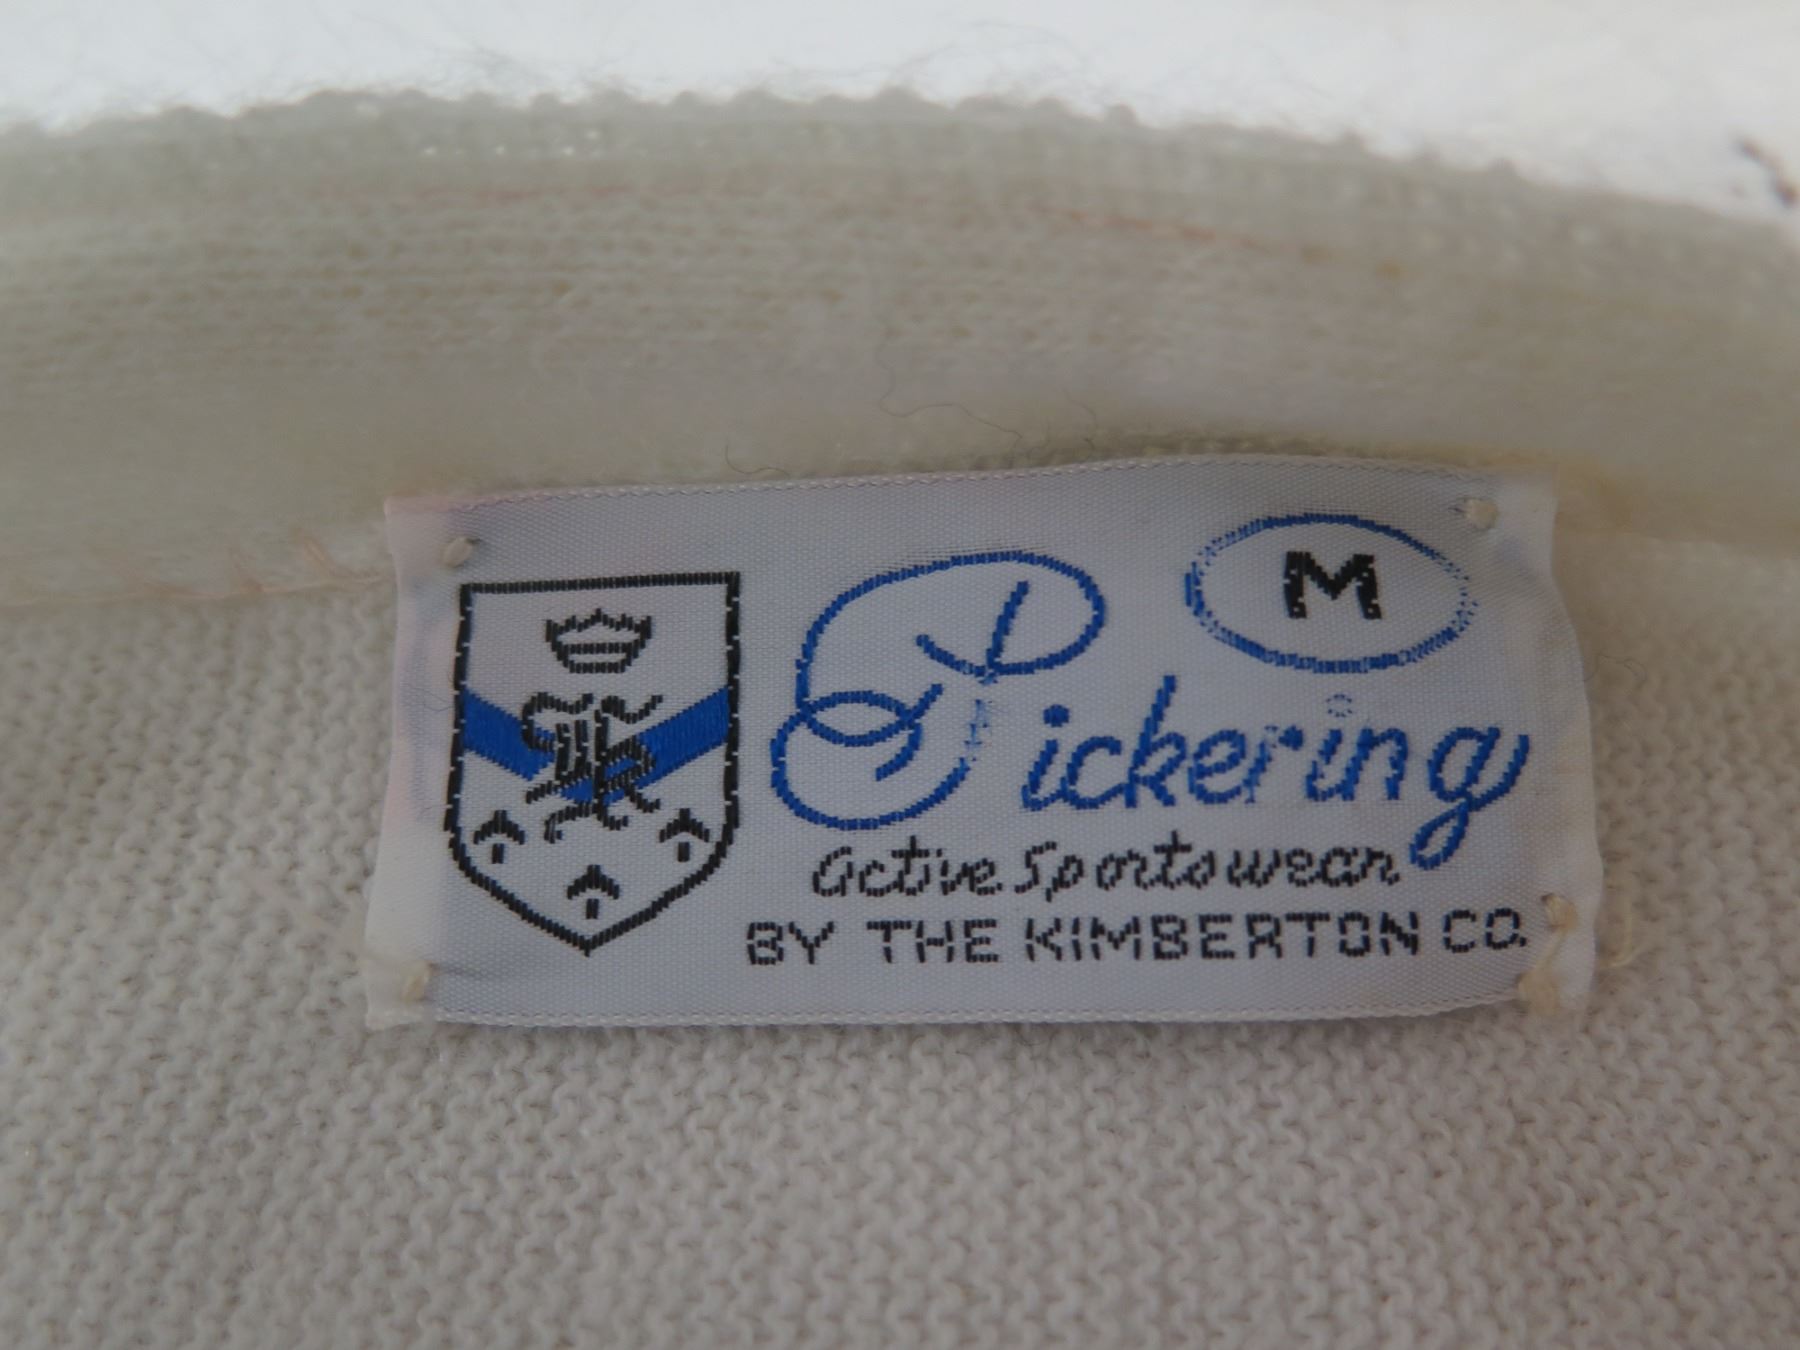 M
Pickering
active Sportswear
BY THE KIMBERTON CO.